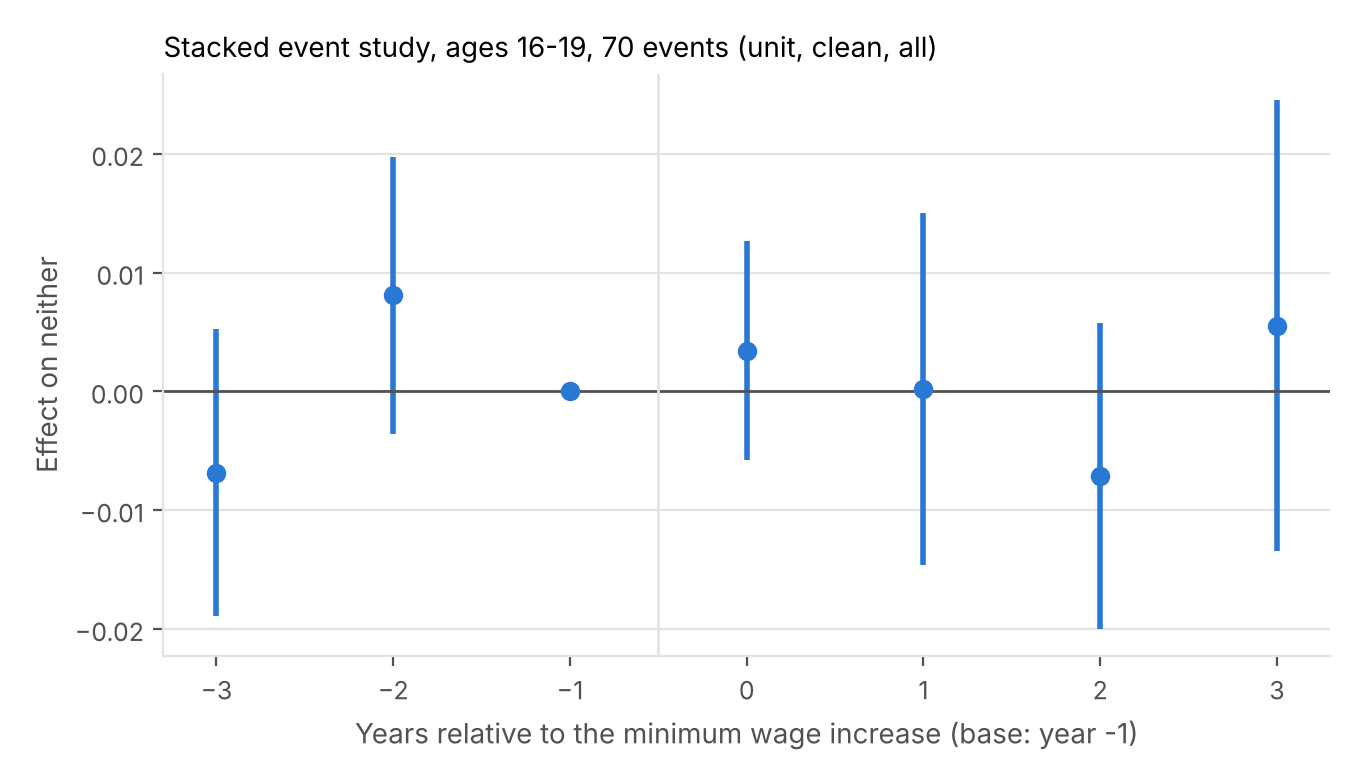 Stacked event study, ages 16-19, 70 events (unit, clean, all)
Effect on neither
0.02
0.01
0.00
−0.01
−0.02
−3 −2 −1 0 1 2 3
Years relative to the minimum wage increase (base: year -1)